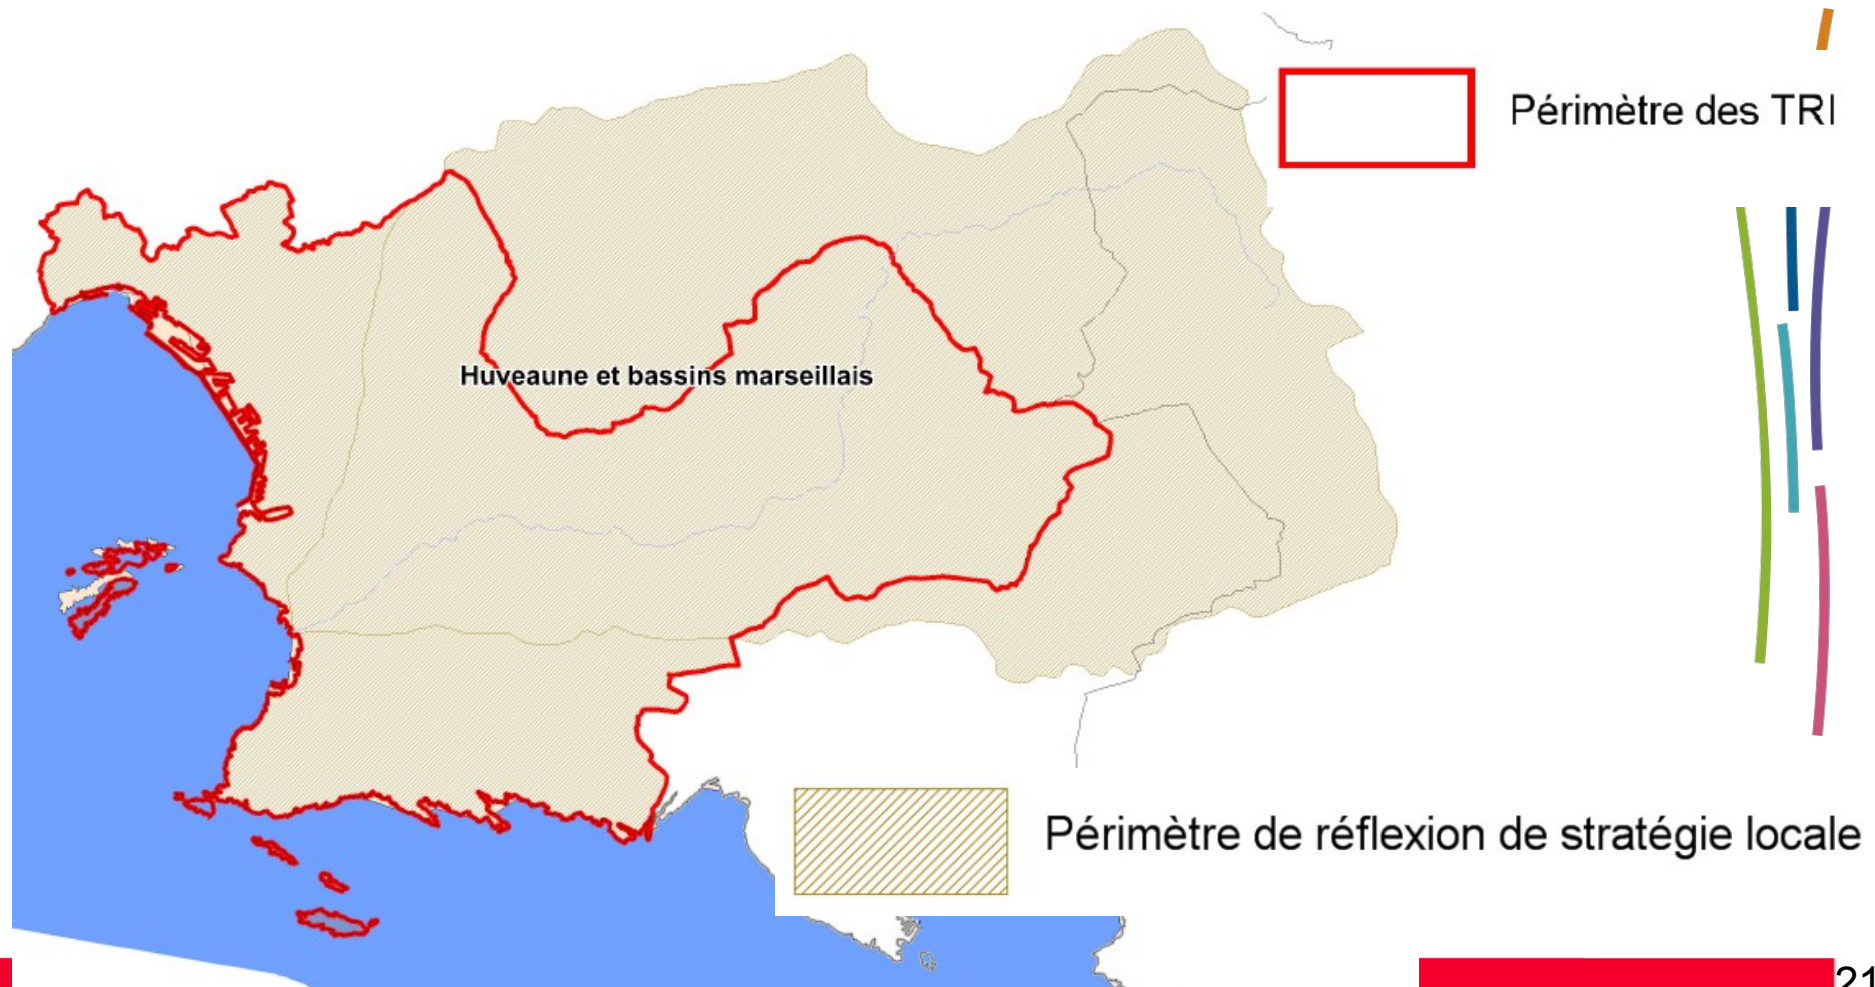 Périmètre des TRI
Huveaune et bassins marseillais
Périmètre de réflexion de stratégie locale
21